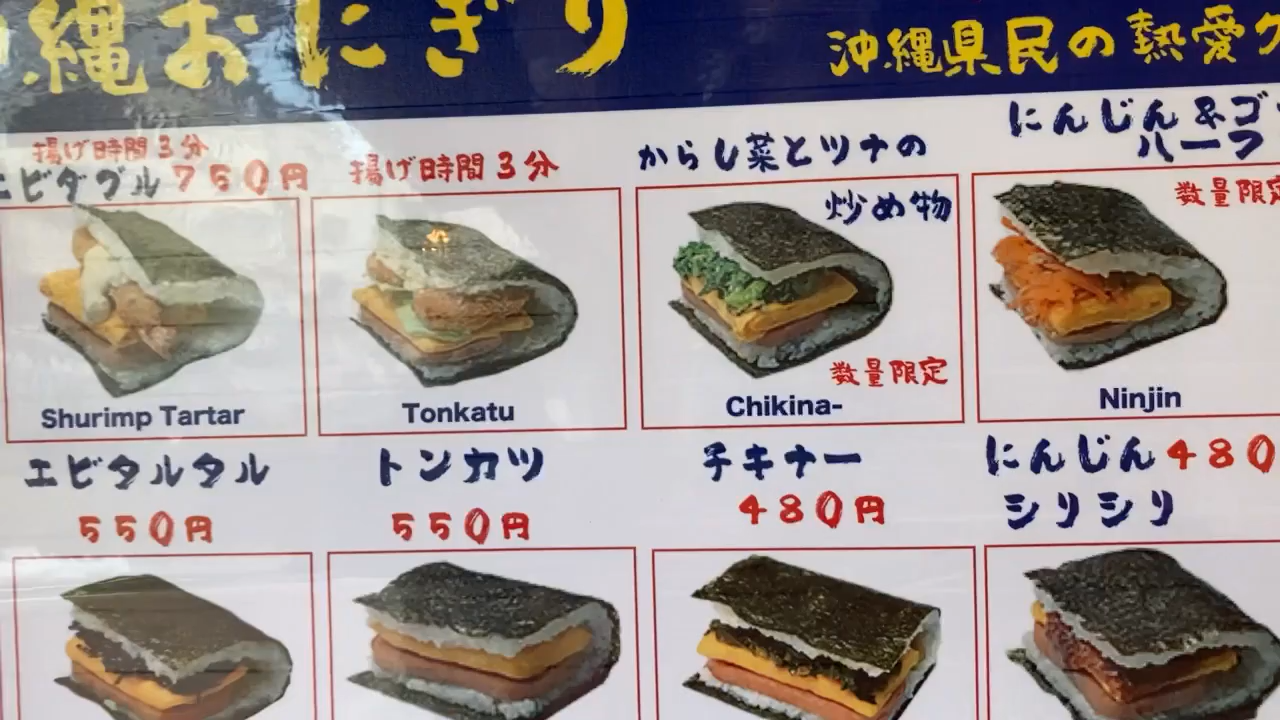 縄おにぎり
沖縄県民の熱愛グ
揚げ時間3分
エビダブル750円
揚げ時間3分
からし菜とツナの
炒め物
にんじん&ゴ
ハーフ
数量限定
数量限定
Shurimp Tartar
Tonkatu
Chikina-
Ninjin
エビタルタル
トンカツ
チキナー
にんじん480
シリシリ
550円
550円
480円